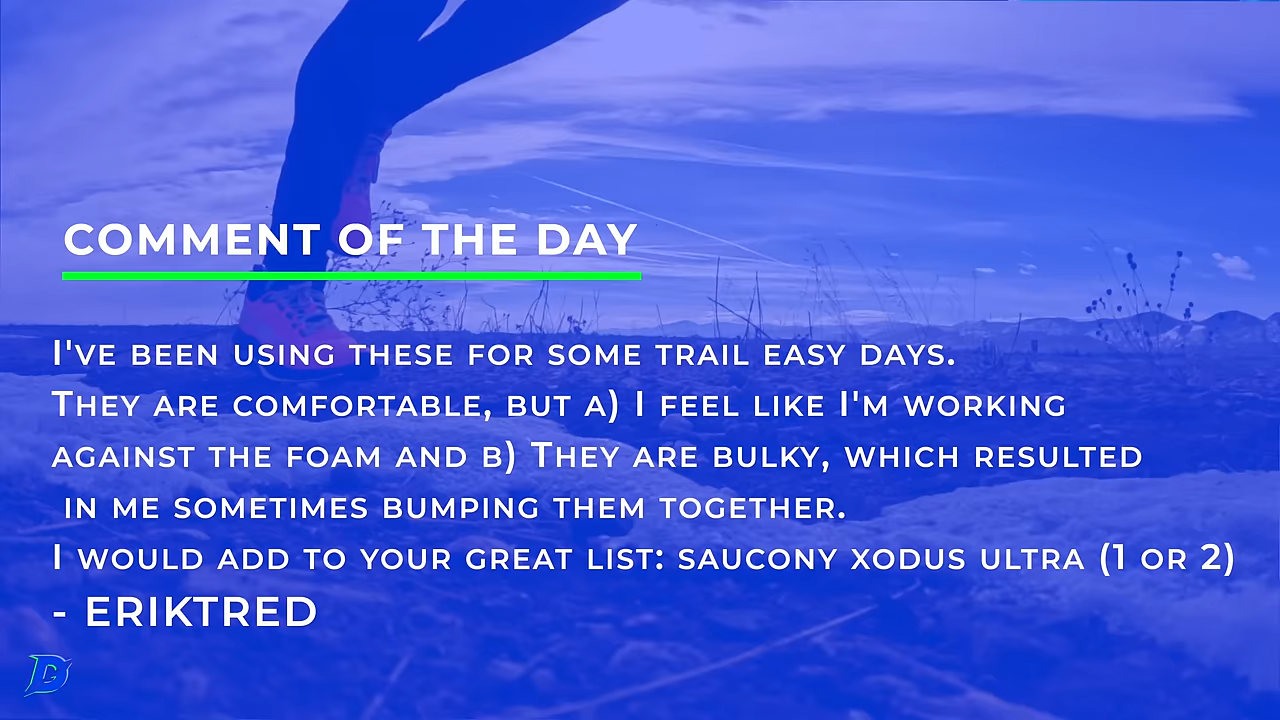 COMMENT OF THE DAY
I'VE BEEN USING THESE FOR SOME TRAIL EASY DAYS.
THEY ARE COMFORTABLE, BUT A) I FEEL LIKE I'M WORKING
AGAINST THE FOAM AND B) THEY ARE BULKY, WHICH RESULTED
IN ME SOMETIMES BUMPING THEM TOGETHER.
I WOULD ADD TO YOUR GREAT LIST: SAUCONY XODUS ULTRA (1 OR 2)
- ERIKTRED